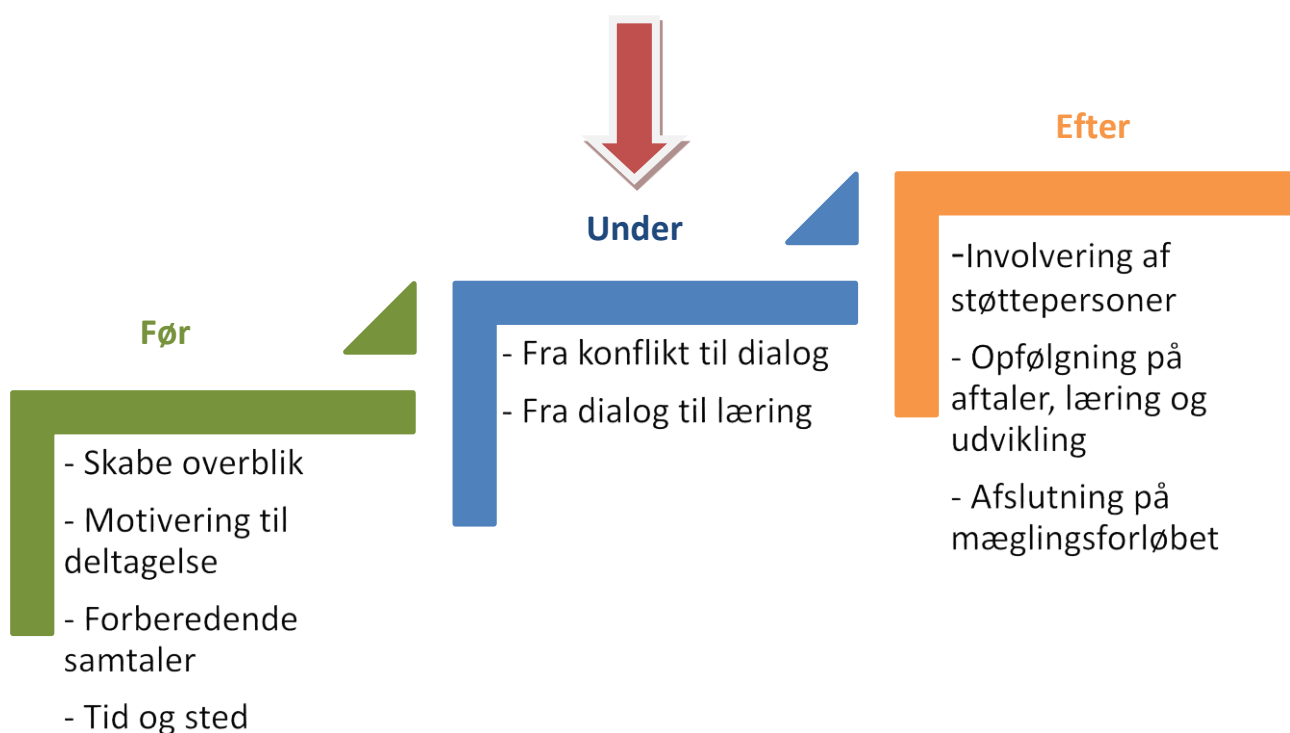 Før
- Skabe overblik
- Motivering til
deltagelse
- Forberedende
samtaler
- Tid og sted
Under
- Fra konflikt til dialog
- Fra dialog til læring
Efter
-Involvering af
støttepersoner
- Opfølgning på
aftaler, læring og
udvikling
- Afslutning på
mæglingsforløbet